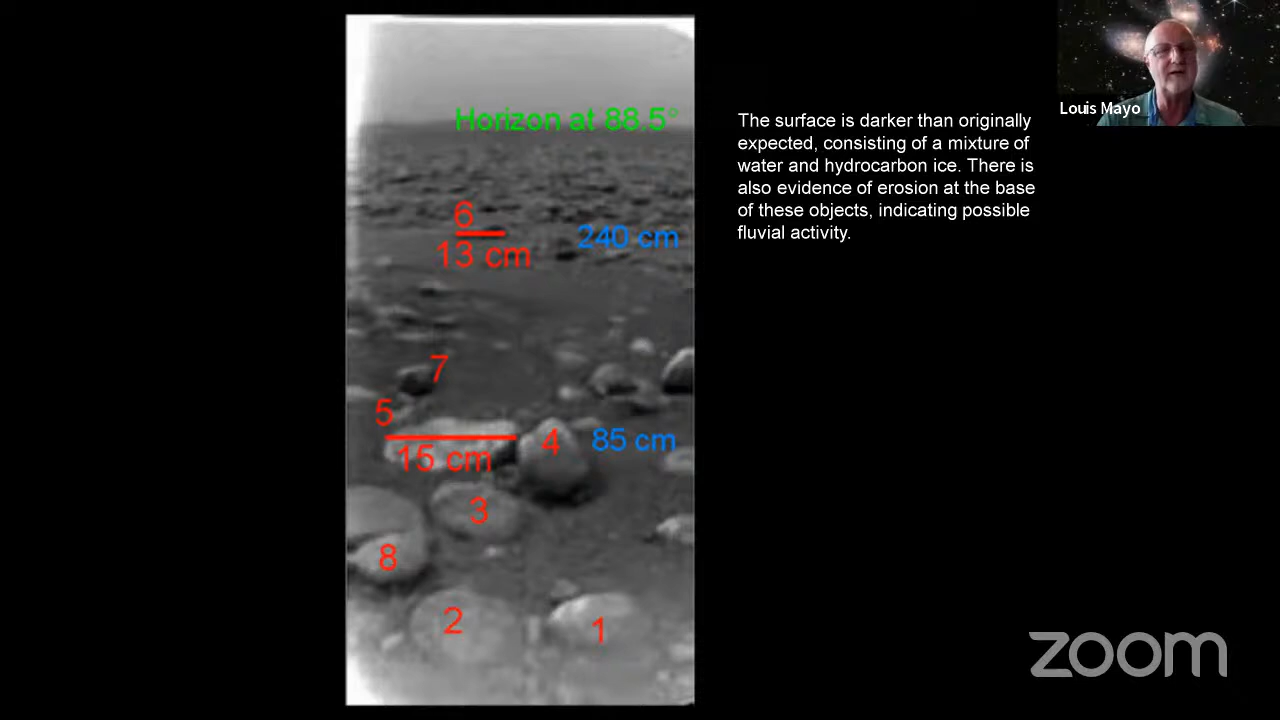 Horizon at 88.5°
6
13 cm
240 cm
7
5
15 cm
4
85 cm
3
8
2
1
The surface is darker than originally
expected, consisting of a mixture of
water and hydrocarbon ice. There is
also evidence of erosion at the base
of these objects, indicating possible
fluvial activity.
Louis Mayo
zoom